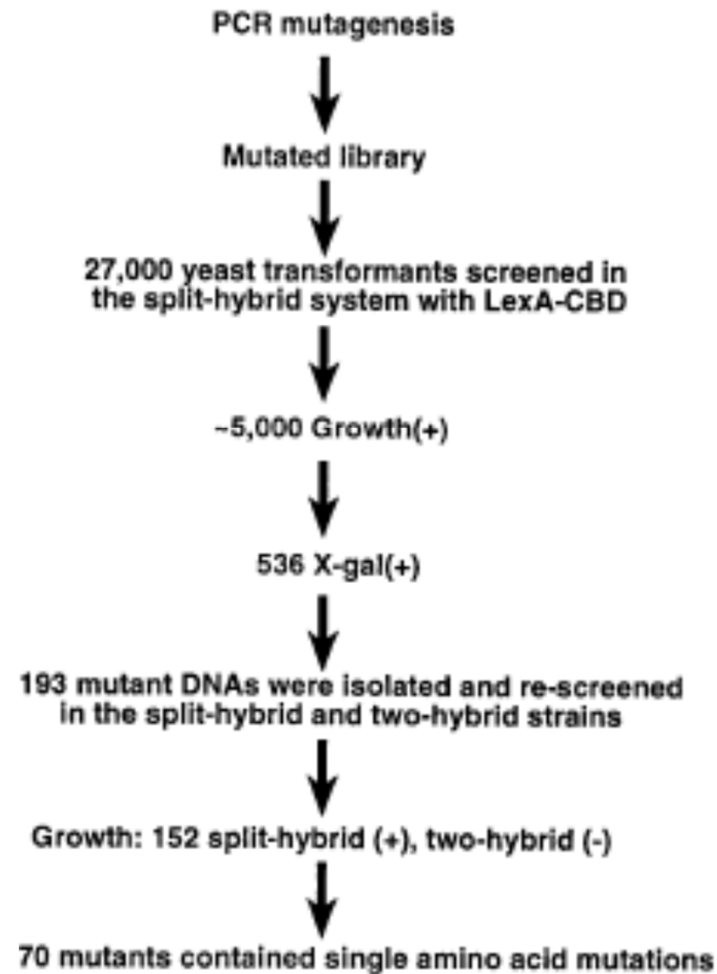 PCR mutagenesis
Mutated library
27,000 yeast transformants screened in
the split-hybrid system with LexA-CBD
~5,000 Growth(+)
536 X-gal(+)
193 mutant DNAs were isolated and re-screened
in the split-hybrid and two-hybrid strains
Growth: 152 split-hybrid (+), two-hybrid (-)
70 mutants contained single amino acid mutations